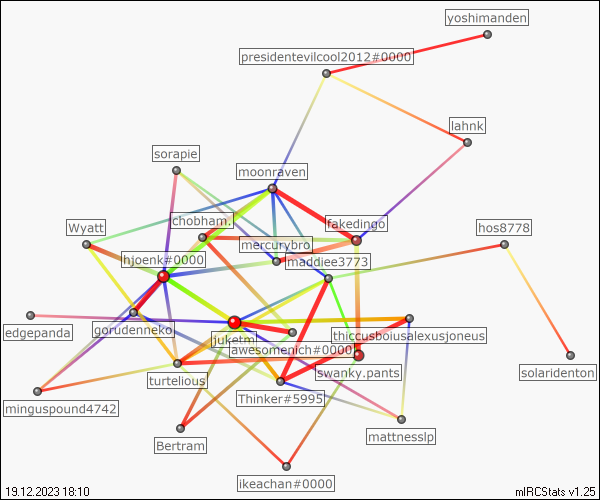 yoshimanden
presidentevilcool2012#0000
lahnk
sorapie
moonraven
chobham.
fakedingo
Wyatt
hos8778
mercurybro
hjoenk#0000
maddiee3773
edgepanda
gorudenneko
juketm
thiccusboiusalexusjoneus
awesomerich#0000
solaridenton
turtelious
swanky.pants
minguspound4742
Thinker#5995
mattnesslp
Bertram
ikeachan#0000
19.12.2023 18:10
mIRCStats v1.25